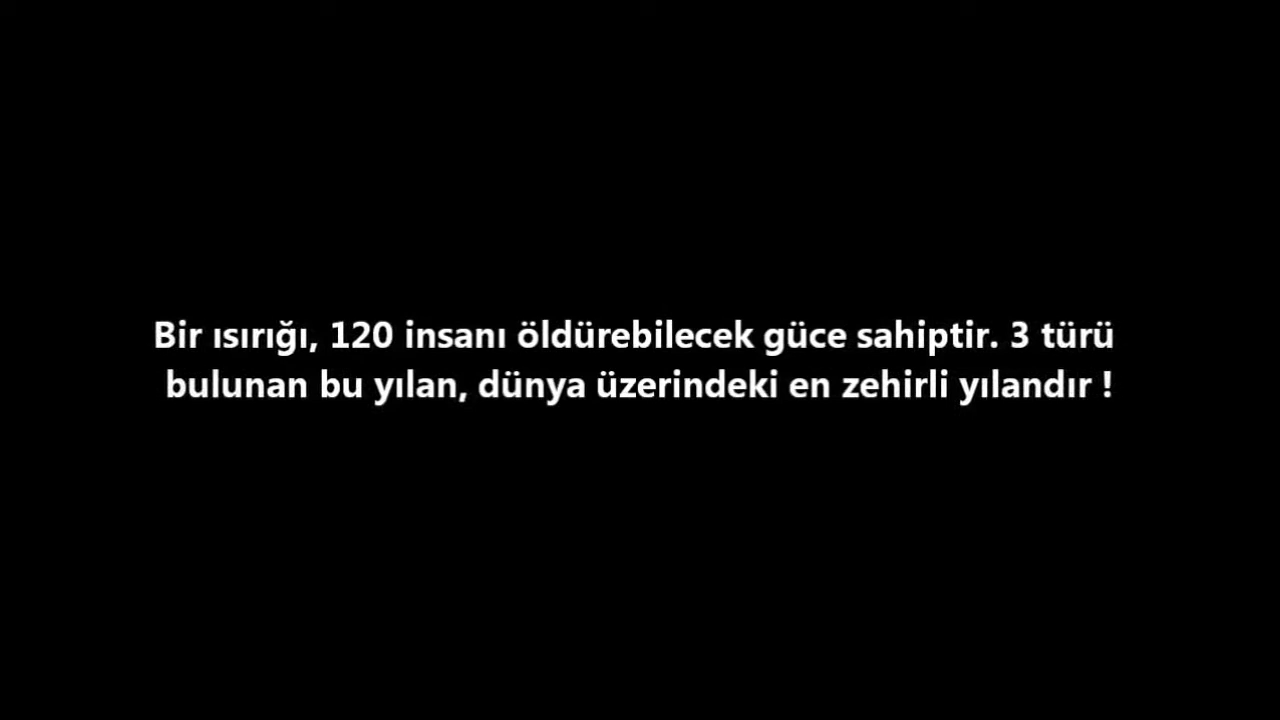 Bir ısırığı, 120 insanı öldürebilecek güce sahiptir. 3 türü
bulunan bu yılan, dünya üzerindeki en zehirli yılandır !